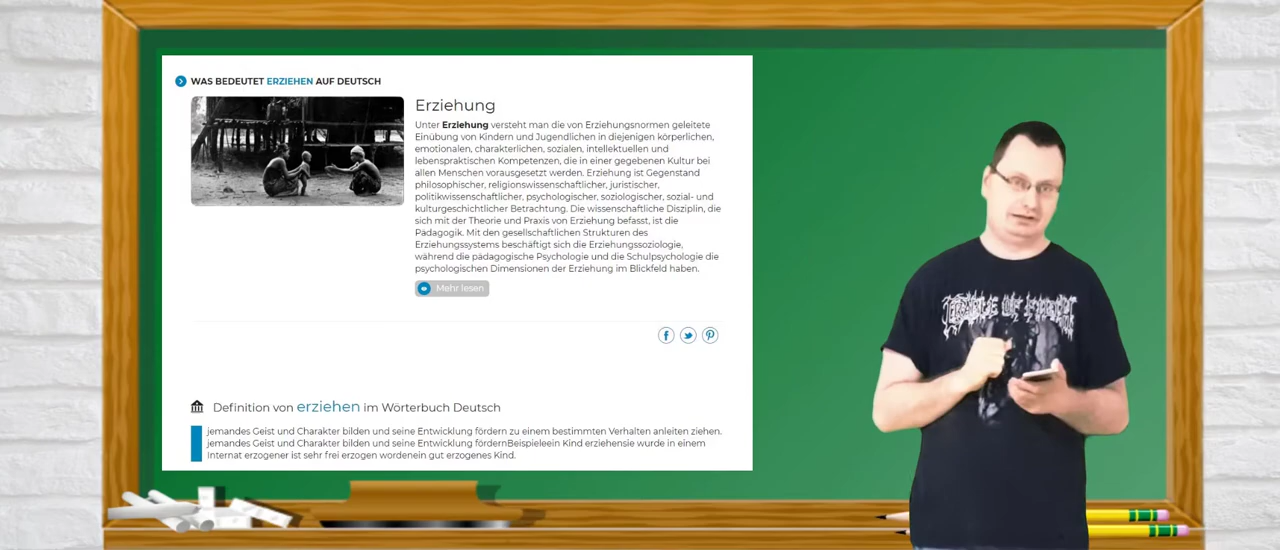 WAS BEDEUTET ERZIEHEN AUF DEUTSCH
Erziehung
Unter Erziehung versteht man die von Erziehungsnormen geleitete
Einübung von Kindern und Jugendlichen in diejenigen körperlichen,
emotionalen, charakterlichen, sozialen, intellektuellen und
lebenspraktischen Kompetenzen, die in einer gegebenen Kultur bei
allen Menschen vorausgesetzt werden. Erziehung ist Gegenstand
philosophischer, religionswissenschaftlicher, juristischer,
politikwissenschaftlicher, psychologischer, soziologischer, sozial- und
kulturgeschichtlicher Betrachtung. Die wissenschaftliche Disziplin, die
sich mit der Theorie und Praxis von Erziehung befasst, ist die
Pädagogik. Mit den gesellschaftlichen Strukturen des
Erziehungssystems beschäftigt sich die Erziehungssoziologie,
während die pädagogische Psychologie und die Schulpsychologie die
psychologischen Dimensionen der Erziehung im Blickfeld haben.
Mehr lesen
Definition von erziehen im Wörterbuch Deutsch
jemandes Geist und Charakter bilden und seine Entwicklung fördern zu einem bestimmten Verhalten anleiten ziehen.
jemandes Geist und Charakter bilden und seine Entwicklung fördernBeispieleein Kind erziehensie wurde in einem
Internat erzogener ist sehr frei erzogen wordenein gut erzogenes Kind.
CRADLE OF FILTH